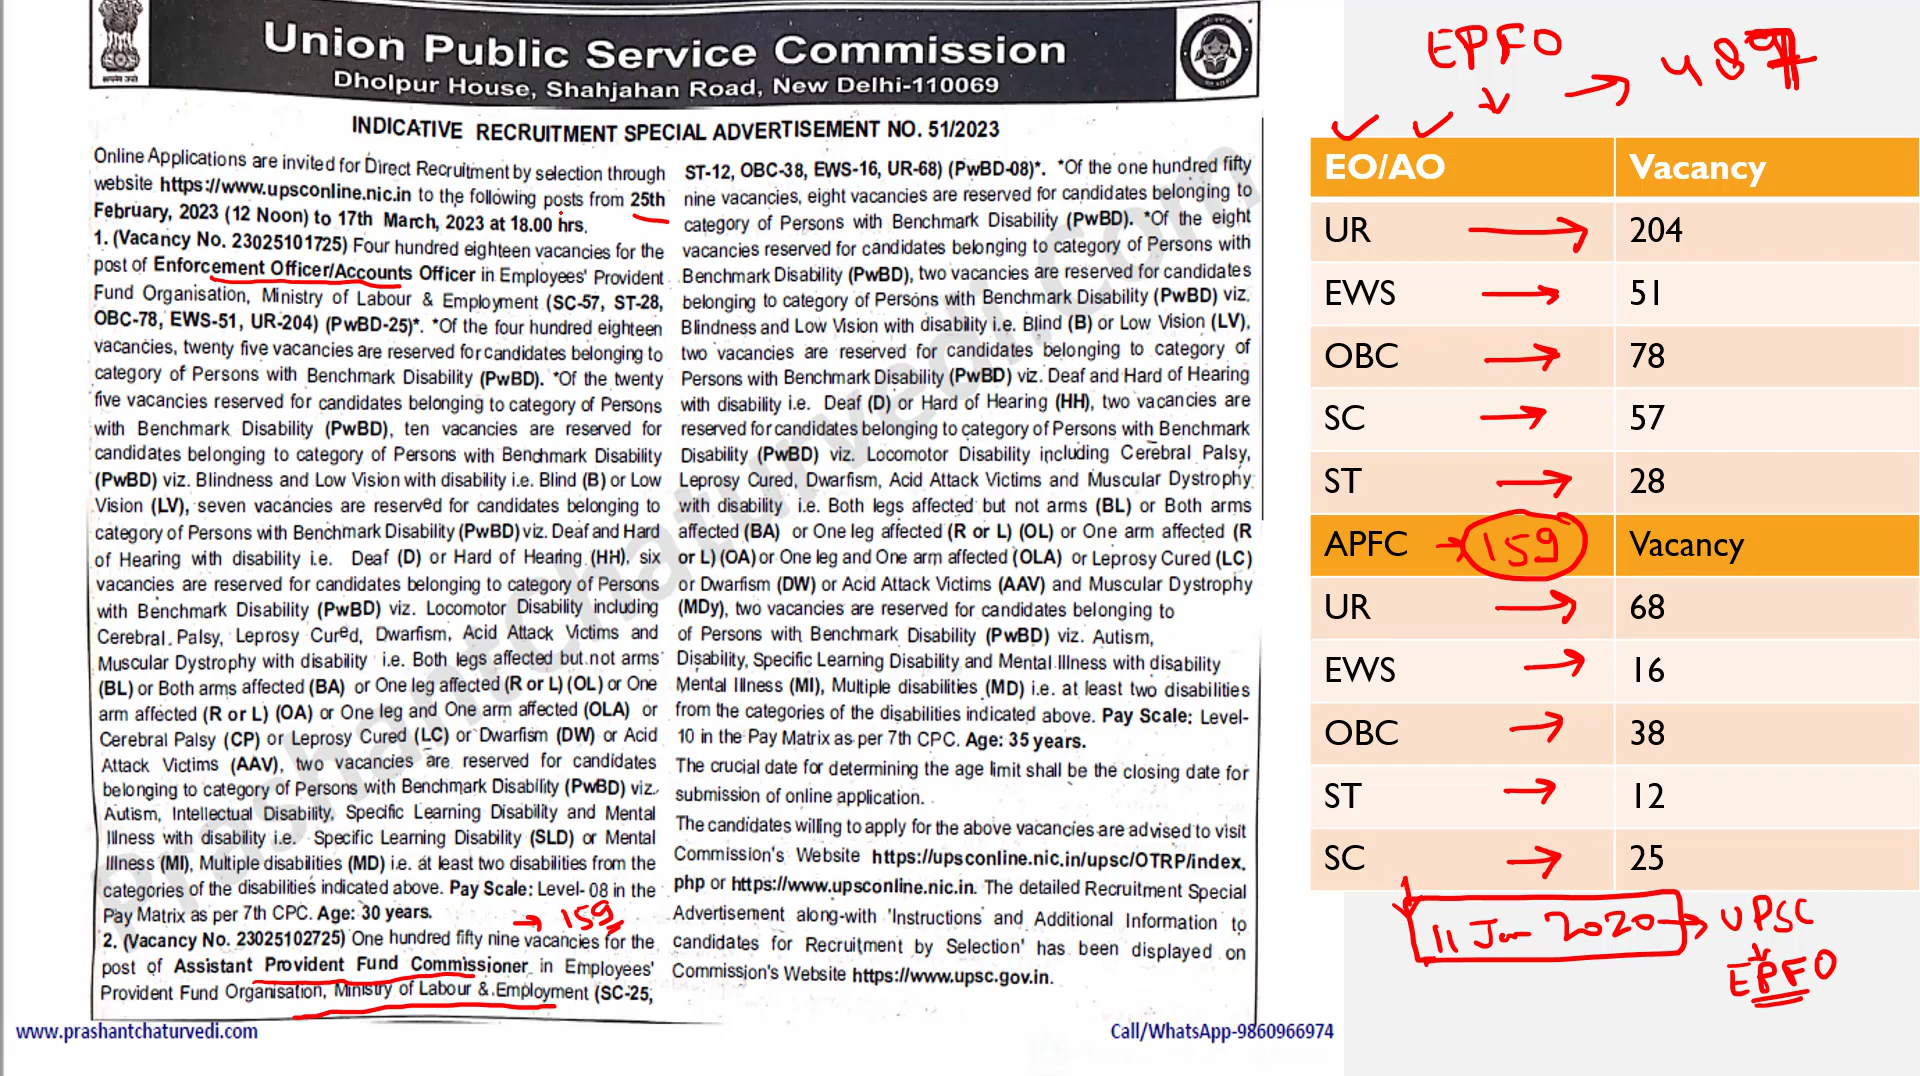 Union Public Service Commission
Dholpur House, Shahjahan Road, New Delhi-110069
INDICATIVE RECRUITMENT SPECIAL ADVERTISEMENT NO. 51/2023
Online Applications are invited for Direct Recruitment by selection through
website https://www.upsconline.nic.in to the following posts from 25th
February, 2023 (12 Noon) to 17th March, 2023 at 18.00 hrs.
1. (Vacancy No. 23025101725) Four hundred eighteen vacancies for the
post of Enforcement Officer/Accounts Officer in Employees' Provident
Fund Organisation, Ministry of Labour & Employment (SC-57, ST-28,
OBC-78, EWS-51, UR-204) (PwBD-25)*. *Of the four hundred eighteen
vacancies, twenty five vacancies are reserved for candidates belonging to
category of Persons with Benchmark Disability (PwBD). *Of the twenty
five vacancies reserved for candidates belonging to category of Persons
with Benchmark Disability (PwBD), ten vacancies are reserved for
candidates belonging to category of Persons with Benchmark Disability
(PwBD) viz. Blindness and Low Vision with disability i.e. Blind (B) or Low
Vision (LV), seven vacancies are reserved for candidates belonging to
category of Persons with Benchmark Disability (PwBD) viz. Deaf and Hard
of Hearing with disability i.e. Deaf (D) or Hard of Hearing (HH), six
vacancies are reserved for candidates belonging to category of Persons
with Benchmark Disability (PwBD) viz. Locomotor Disability including
Cerebral Palsy, Leprosy Cured, Dwarfism, Acid Attack Victims and
Muscular Dystrophy with disability i.e. Both legs affected but not arms
(BL) or Both arms affected (BA) or One leg affected (R or L) (OL) or One
arm affected (R or L) (OA) or One leg and One arm affected (OLA) or
Cerebral Palsy (CP) or Leprosy Cured (LC) or Dwarfism (DW) or Acid
Attack Victims (AAV), two vacancies are reserved for candidates
belonging to category of Persons with Benchmark Disability (PwBD) viz.
Autism, Intellectual Disability, Specific Learning Disability and Mental
Illness with disability i.e. Specific Learning Disability (SLD) or Mental
Illness (MI), Multiple disabilities (MD) i.e. at least two disabilities from the
categories of the disabilities indicated above. Pay Scale: Level- 08 in the
Pay Matrix as per 7th CPC. Age: 30 years.
159
2. (Vacancy No. 23025102725) One hundred fifty nine vacancies for the
post of Assistant Provident Fund Commissioner in Employees'
Provident Fund Organisation, Ministry of Labour & Employment (SC-25,
ST-12, OBC-38, EWS-16, UR-68) (PwBD-08)*. *Of the one hundred fifty
nine vacancies, eight vacancies are reserved for candidates belonging to
category of Persons with Benchmark Disability (PwBD). *Of the eight
vacancies reserved for candidates belonging to category of Persons with
Benchmark Disability (PwBD), two vacancies are reserved for candidates
belonging to category of Persons with Benchmark Disability (PwBD) viz.
Blindness and Low Vision with disability i.e. Blind (B) or Low Vision (LV),
two vacancies are reserved for candidates belonging to category of
Persons with Benchmark Disability (PwBD) viz. Deaf and Hard of Hearing
with disability i.e. Deaf (D) or Hard of Hearing (HH), two vacancies are
reserved for candidates belonging to category of Persons with Benchmark
Disability (PwBD) viz. Locomotor Disability including Cerebral Palsy,
Leprosy Cured, Dwarfism, Acid Attack Victims and Muscular Dystrophy
with disability i.e. Both legs affected but not arms (BL) or Both arms
affected (BA) or One leg affected (R or L) (OL) or One arm affected (R
or L) (OA) or One leg and One arm affected (OLA) or Leprosy Cured (LC)
or Dwarfism (DW) or Acid Attack Victims (AAV) and Muscular Dystrophy
(MDy), two vacancies are reserved for candidates belonging to
of Persons with Benchmark Disability (PwBD) viz. Autism,
Disability, Specific Learning Disability and Mental Illness with disability
Mental Illness (MI), Multiple disabilities (MD) i.e. at least two disabilities
from the categories of the disabilities indicated above. Pay Scale: Level-
10 in the Pay Matrix as per 7th CPC. Age: 35 years.
The crucial date for determining the age limit shall be the closing date for
submission of online application.
The candidates willing to apply for the above vacancies are advised to visit
Commission's Website https://upsconline.nic.in/upsc/OTRP/index.
php or https://www.upsconline.nic.in. The detailed Recruitment Special
Advertisement along-with 'Instructions' and Additional Information to
candidates for Recruitment by Selection' has been displayed on
Commission's Website https://www.upsc.gov.in.
PrashantChaturvedi.Com
www.prashantchaturvedi.com
Call/WhatsApp-9860966974
EPFO
EO/AO Vacancy
UR 204
EWS 51
OBC 78
SC 57
ST 28
APFC 159 Vacancy
UR 68
EWS 16
OBC 38
ST 12
SC 25
11 Jan 2020 UPSC
EPFO